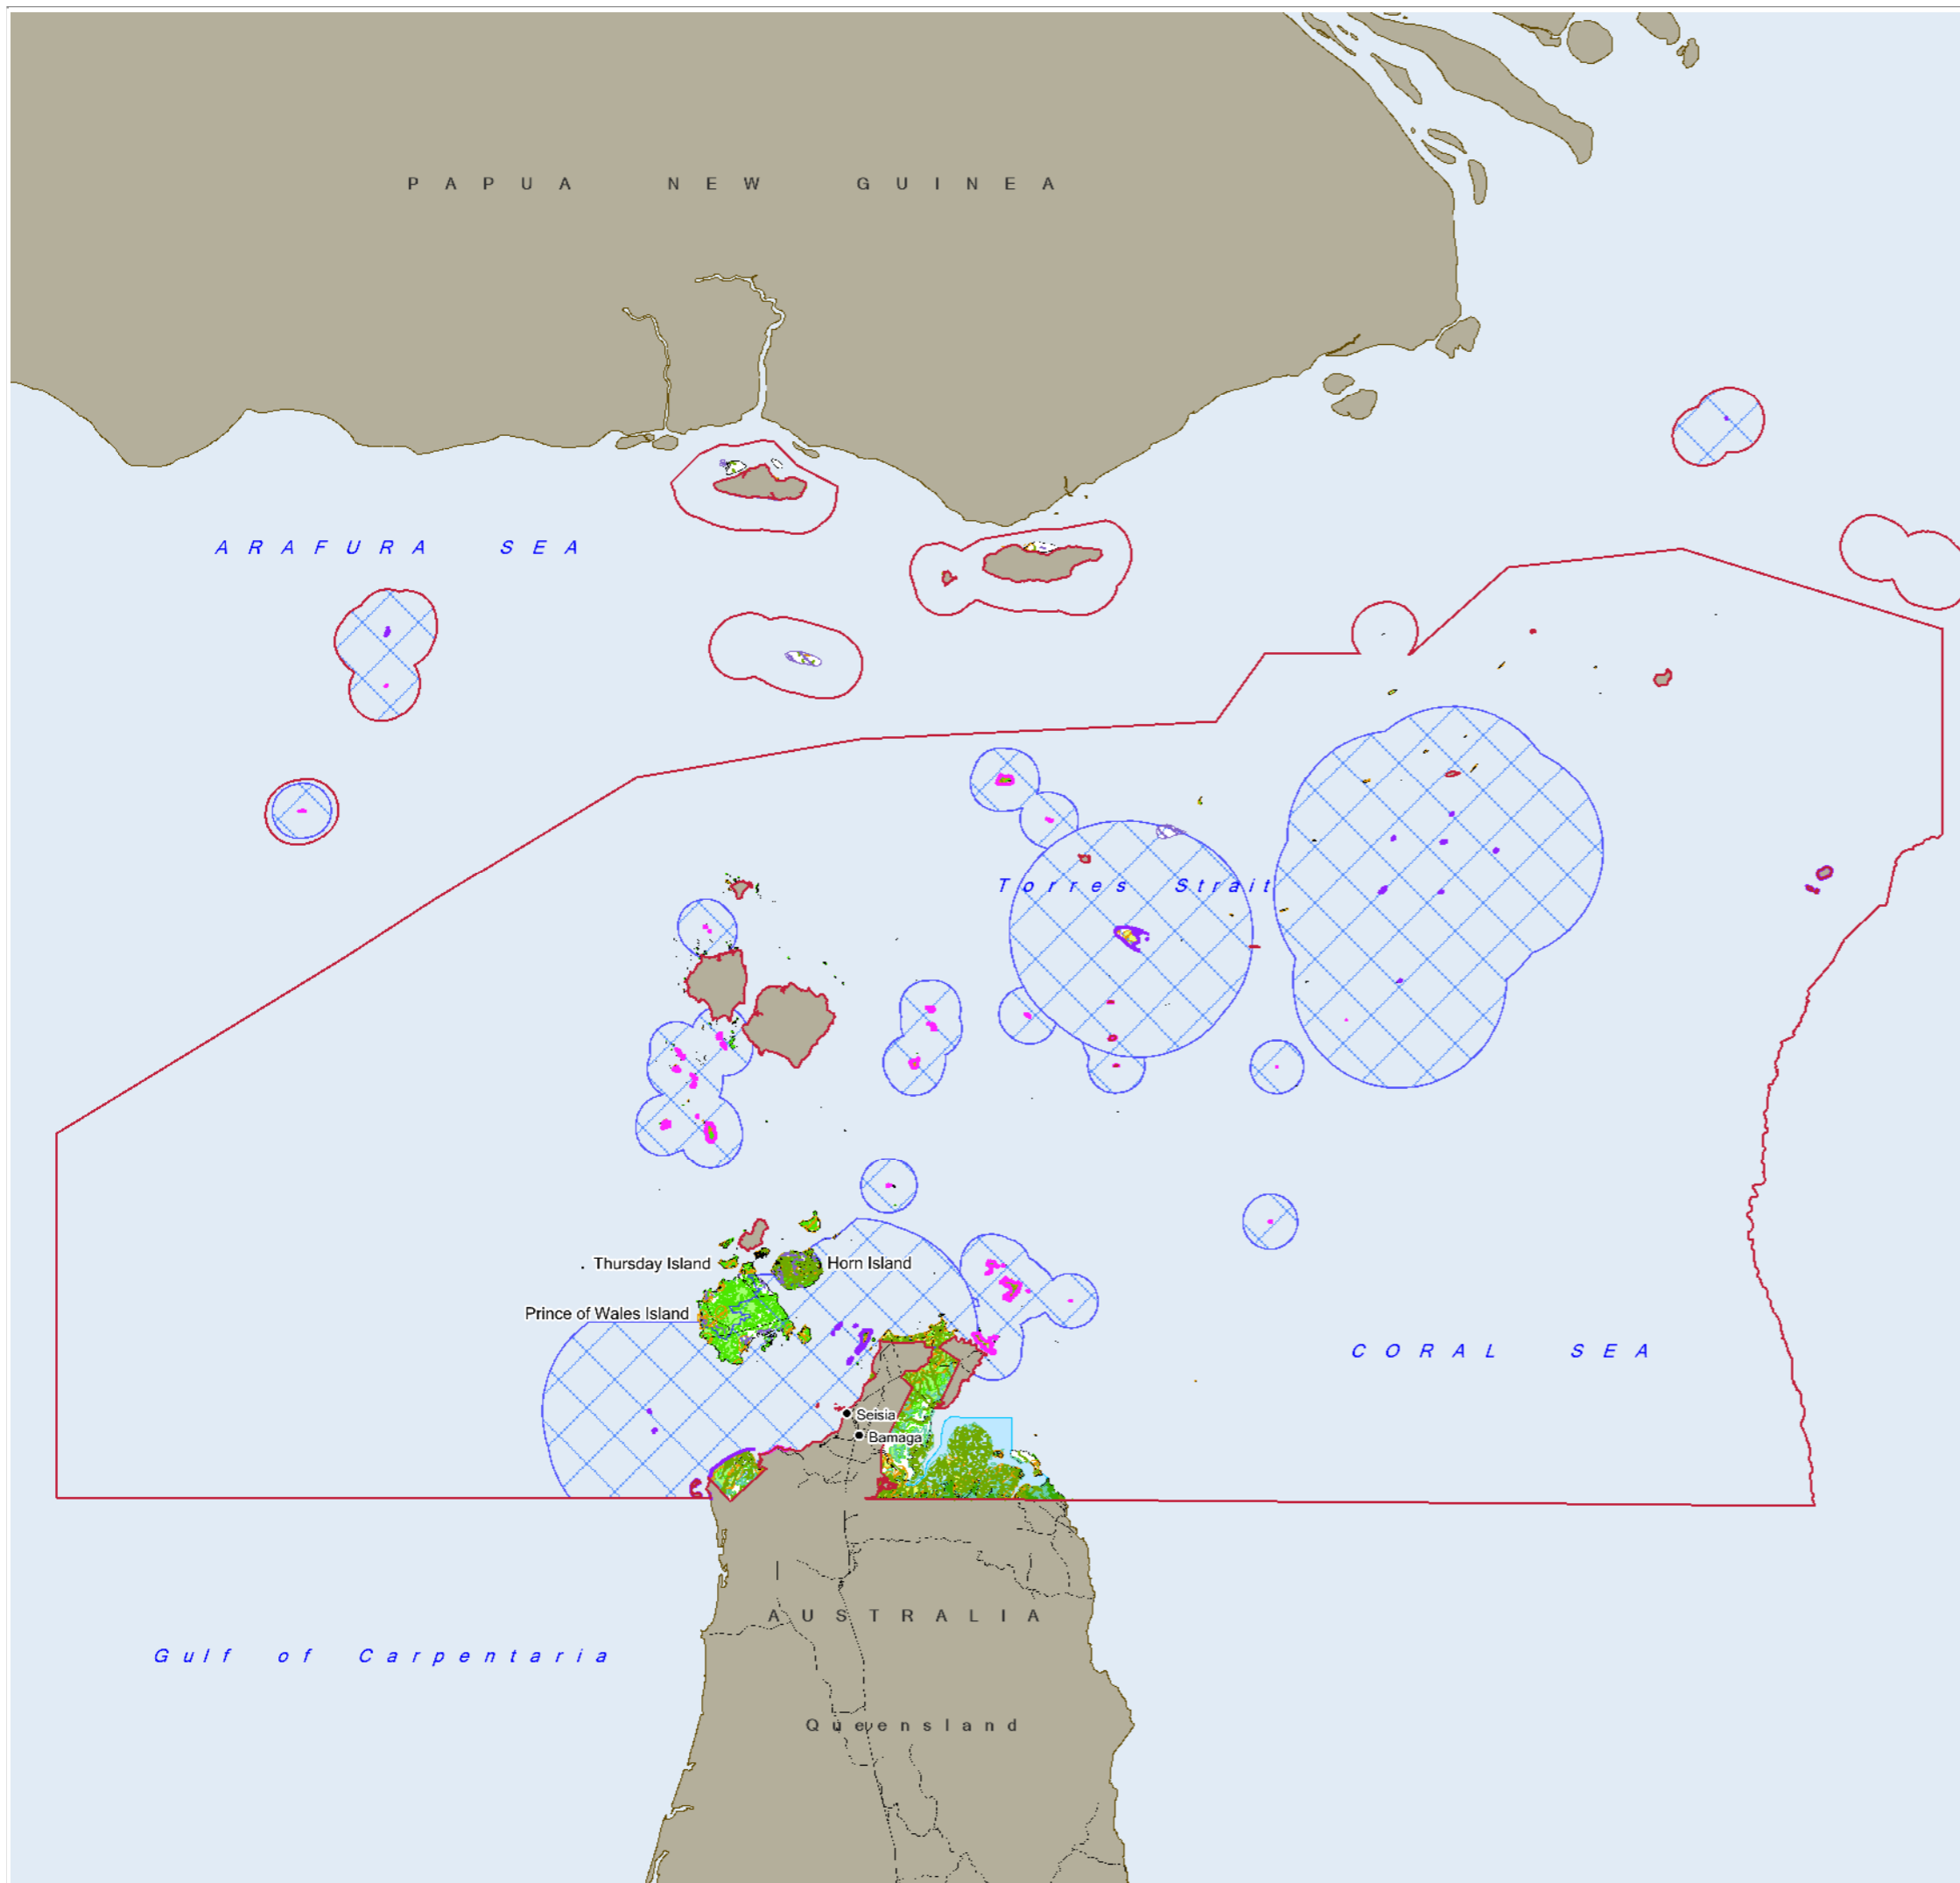 PAPUA NEW GUINEA
ARAFURA SEA
Torres Strait
Thursday Island
Horn Island
Prince of Wales Island
CORAL SEA
Seisia
Bamaga
AUSTRALIA
Gulf of Carpentaria
Queensland